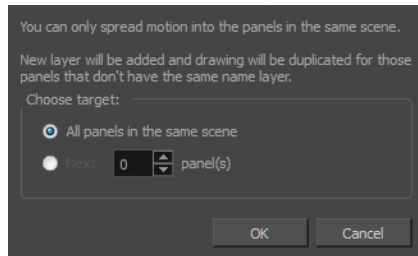 You can only spread motion into the panels in the same scene.
New layer will be added and drawing will be duplicated for those
panels that don't have the same name layer.
Choose target:
All panels in the same scene
Next 0 panel(s)
OK Cancel